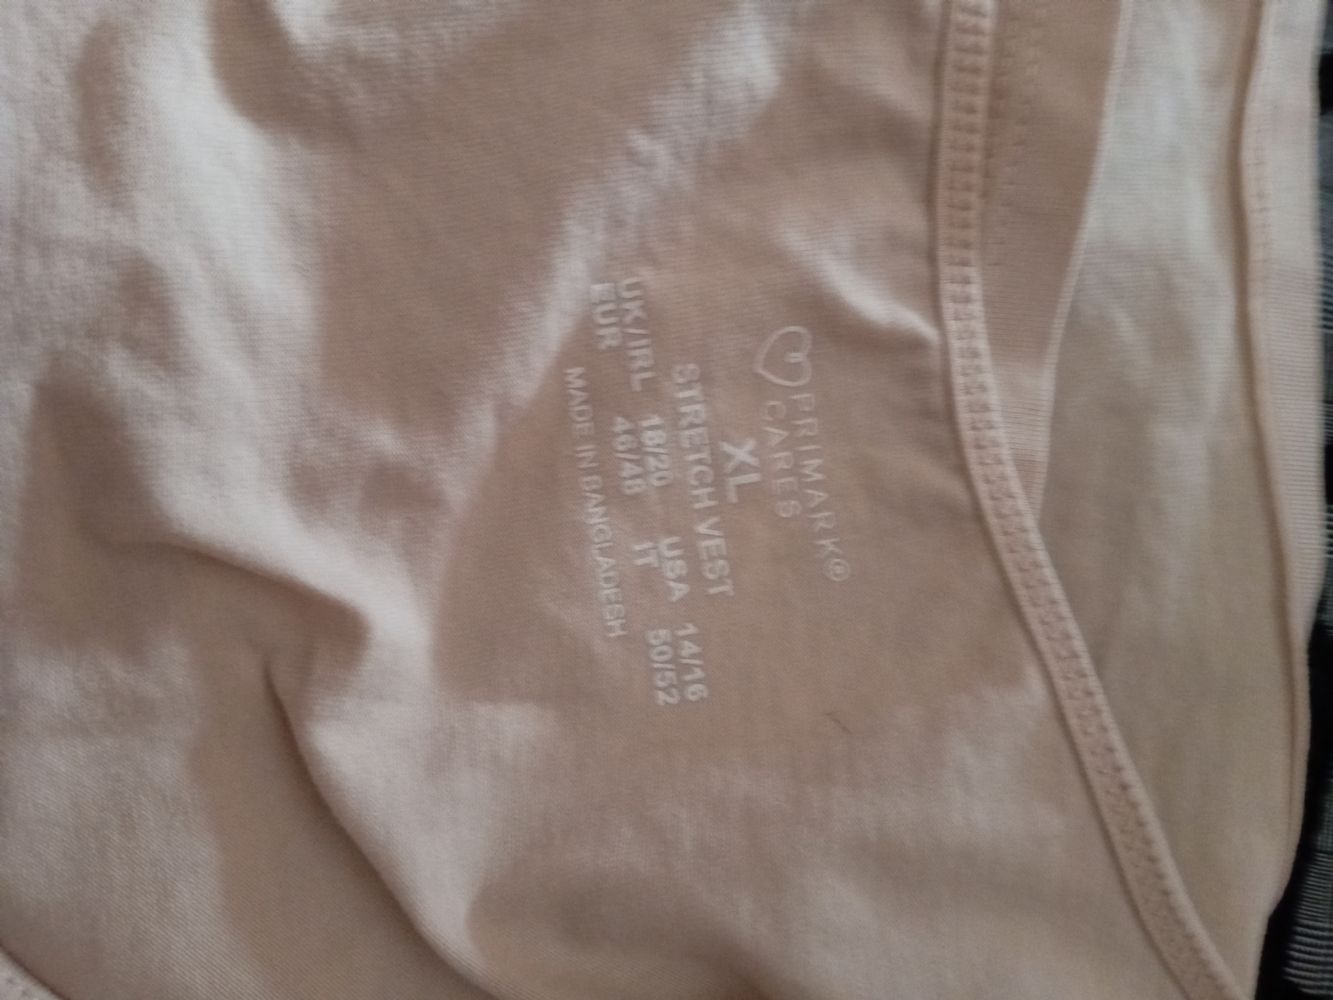 PRIMARK®
CARES
XL
STRETCH VEST
UK/IRL 18/20 USA 14/16
EUR 46/48 IT 50/52
MADE IN BANGLADESH